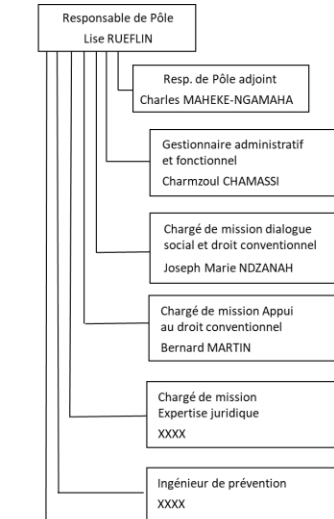 Responsable de Pôle
Lise RUEFLIN
Resp. de Pôle adjoint
Charles MAHEKE-NGAMAHA
Gestionnaire administratif
et fonctionnel
Charmzoul CHAMASSI
Chargé de mission dialogue
social et droit conventionnel
Joseph Marie NDZANAH
Chargé de mission Appui
au droit conventionnel
Bernard MARTIN
Chargé de mission
Expertise juridique
XXXX
Ingénieur de prévention
XXXX